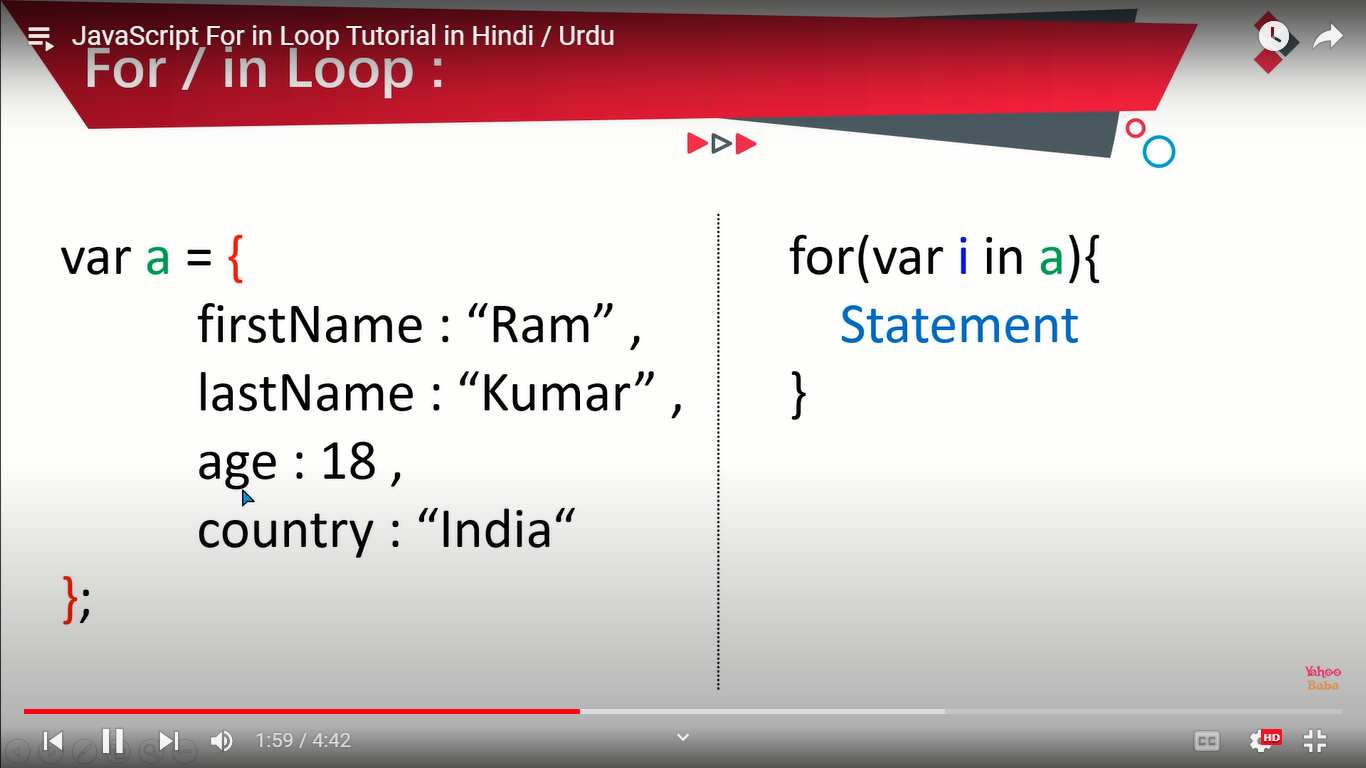 JavaScript For in Loop Tutorial in Hindi / Urdu
For / in Loop :
var a = {
firstName : “Ram” ,
lastName : “Kumar” ,
age : 18 ,
country : “India“
};
for(var i in a){
Statement
}
Yahoo
Baba
1:59 / 4:42
CC
HD